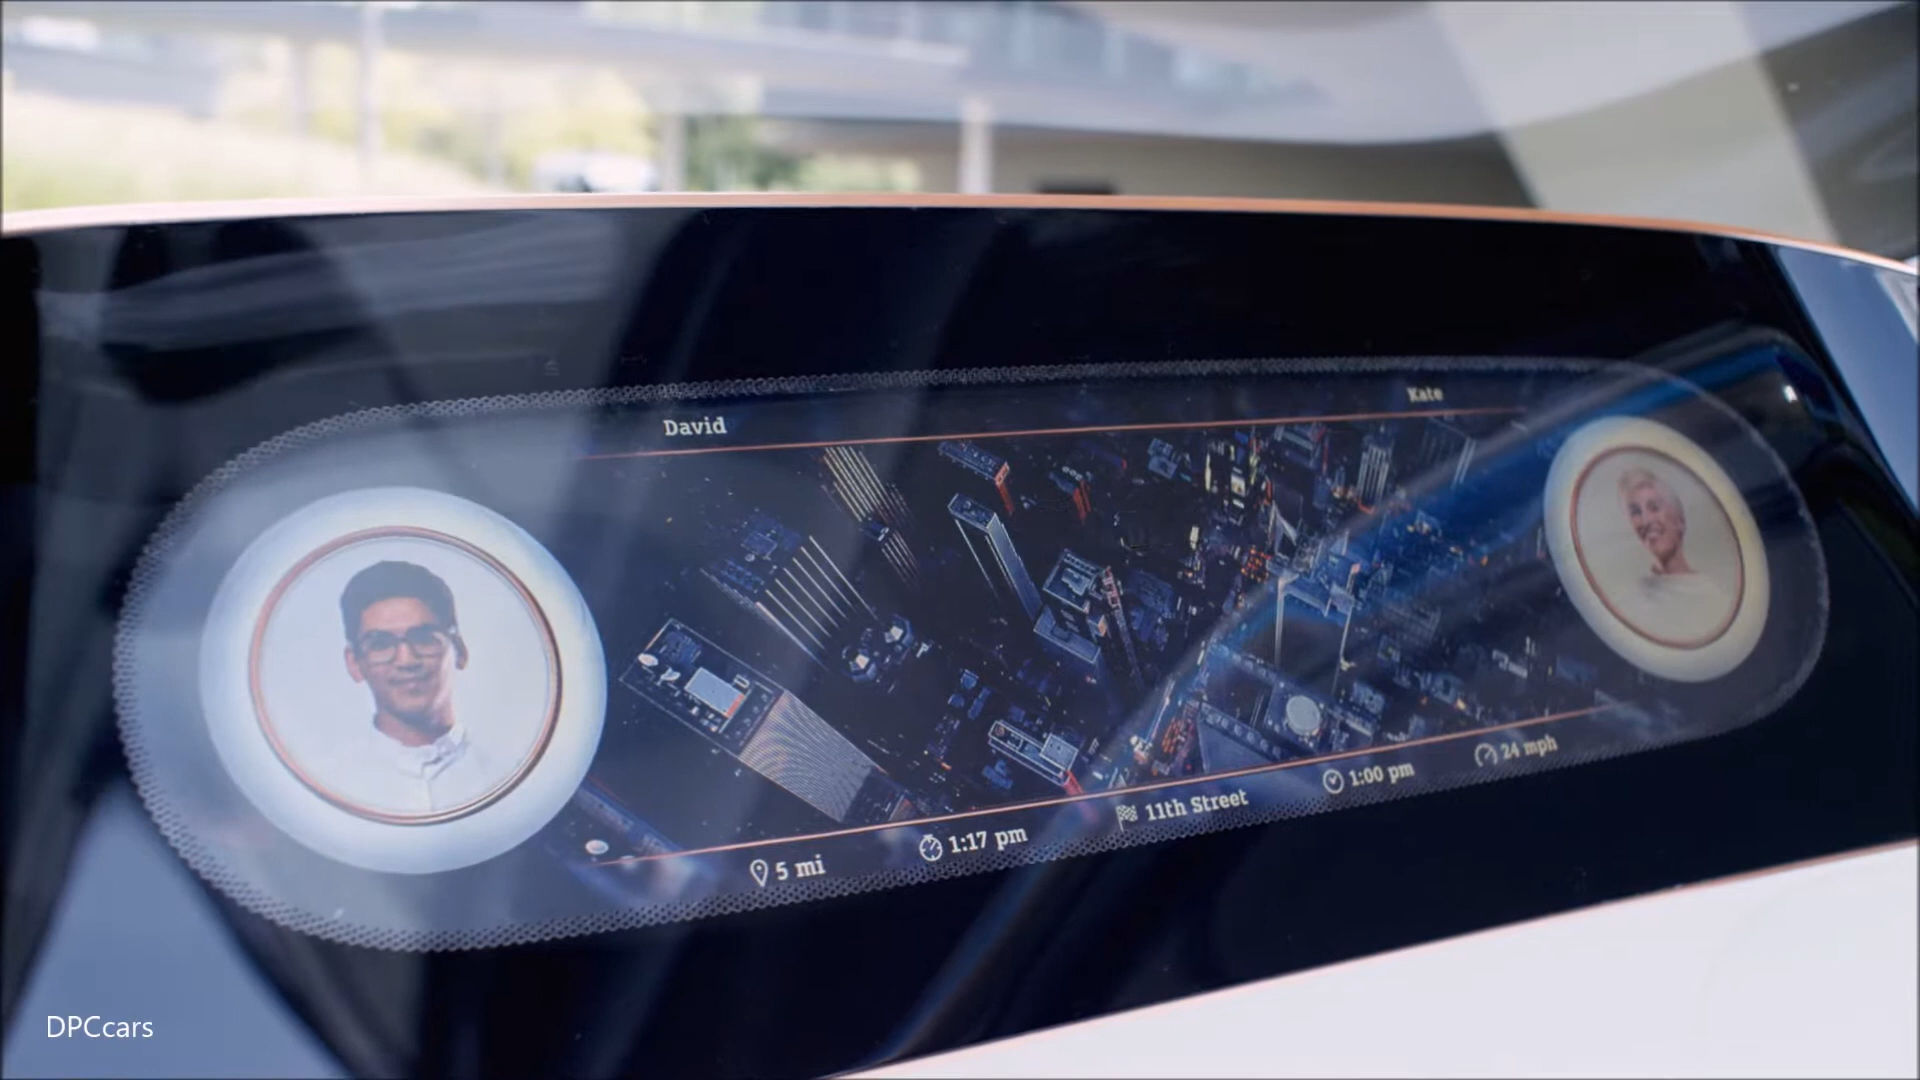 David
Kate
5 mi
1:17 pm
11th Street
1:00 pm
24 mph
DPCcars